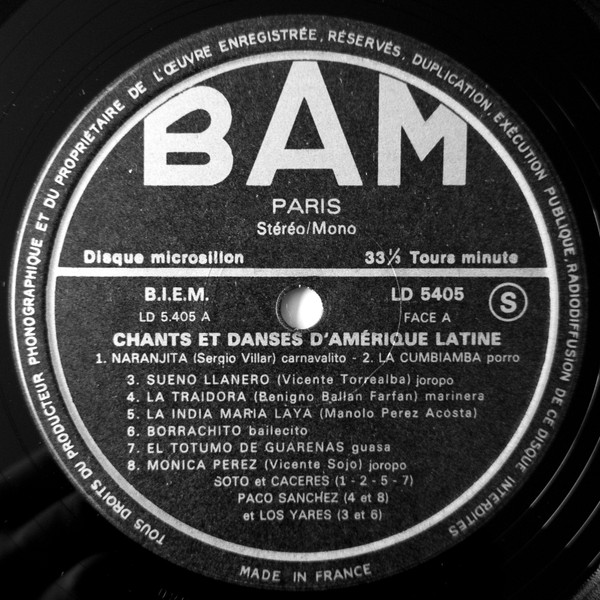 TOUS DROITS DU PRODUCTEUR PHONOGRAPHIQUE ET DU PROPRIÉTAIRE DE L'ŒUVRE ENREGISTRÉE, RÉSERVÉS, DUPLICATION, EXÉCUTION PUBLIQUE, RADIODIFFUSION DE CE DISQUE INTERDITES
BAM
PARIS
Stéréo/Mono
Disque microsillon 33⅓ Tours minute
B.I.E.M. LD 5405 S
LD 5.405 A FACE A
CHANTS ET DANSES D'AMÉRIQUE LATINE
1. NARANJITA (Sergio Villar) carnavalito - 2. LA CUMBIAMBA porro
3. SUENO LLANERO (Vicente Torrealba) joropo
4. LA TRAIDORA (Benigno Ballan Farfan) marinera
5. LA INDIA MARIA LAYA (Manolo Perez Acosta)
6. BORRACHITO bailecito
7. EL TOTUMO DE GUARENAS guasa
8. MONICA PEREZ (Vicente Sojo) joropo
SOTO et CACERES (1 - 2 - 5 - 7)
PACO SANCHEZ (4 et 8)
et LOS YARES (3 et 6)
MADE IN FRANCE